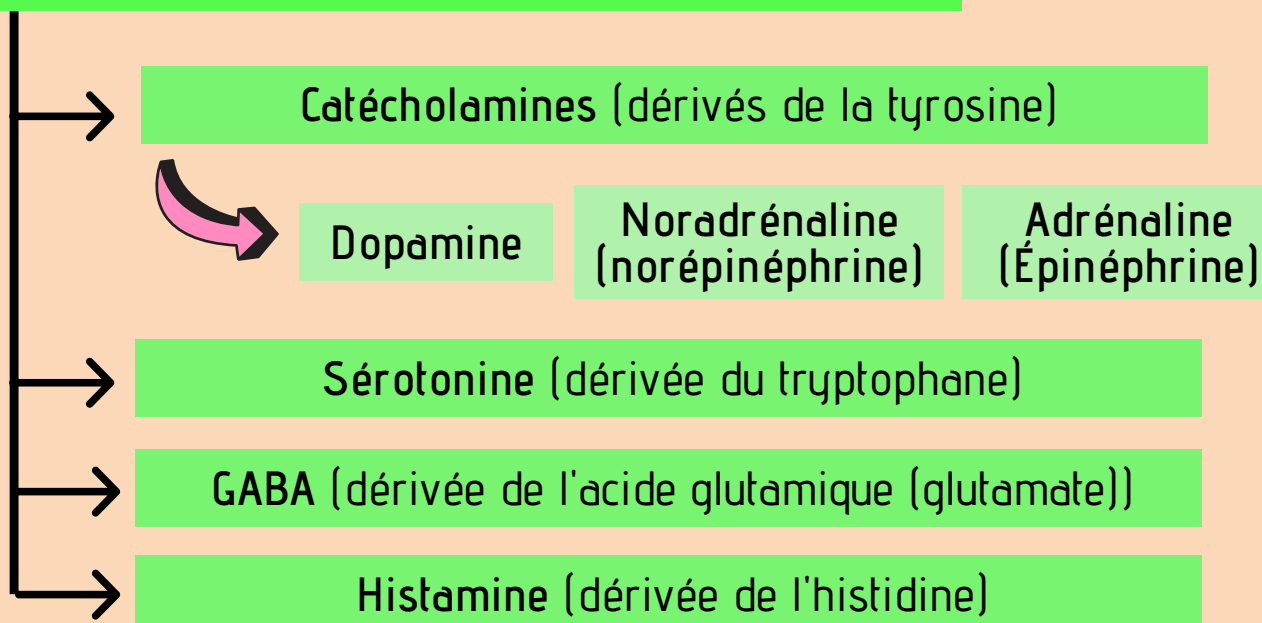 Catécholamines (dérivés de la tyrosine)
Dopamine
Noradrénaline
(norépinéphrine)
Adrénaline
(Épinéphrine)
Sérotonine (dérivée du tryptophane)
GABA (dérivée de l'acide glutamique (glutamate))
Histamine (dérivée de l'histidine)